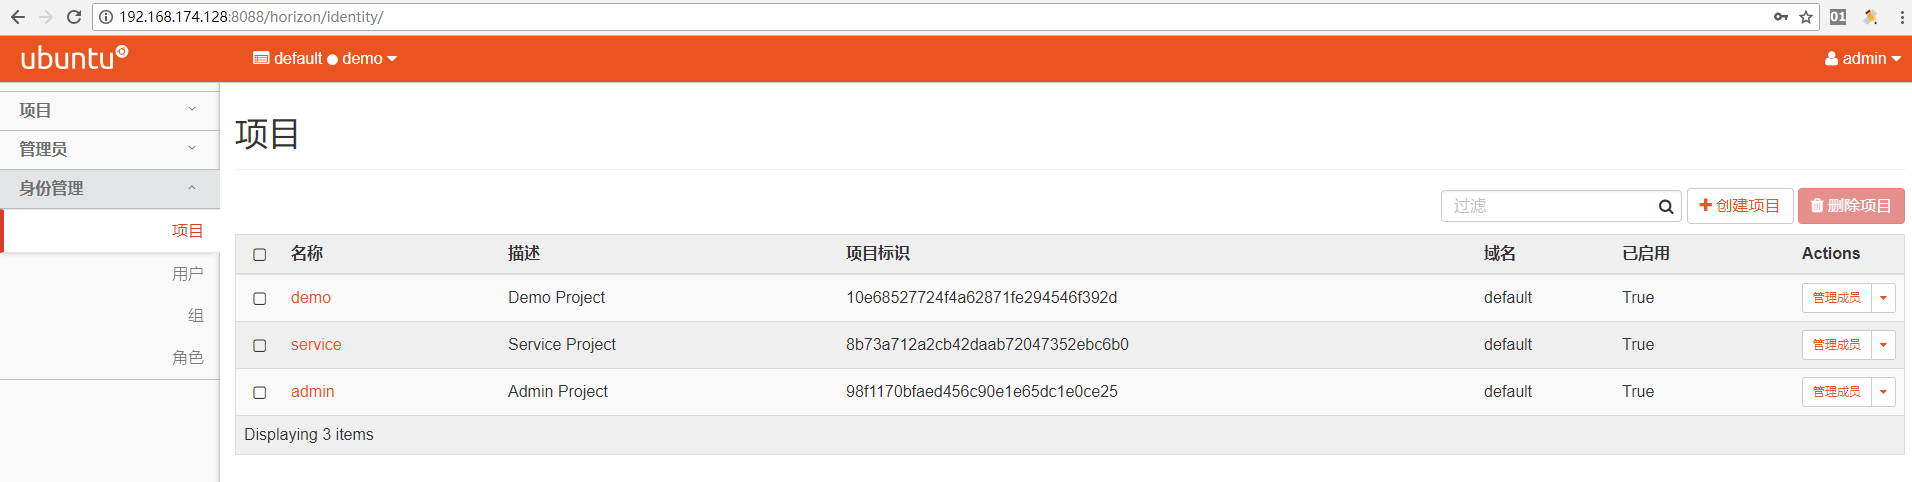 192.168.174.128:8088/horizon/identity/
01
ubuntu
default ● demo
admin
项目
管理员
身份管理
项目
用户
组
角色
项目
过滤
创建项目
删除项目
名称 描述 项目标识 域名 已启用 Actions
demo Demo Project 10e68527724f4a62871fe294546f392d default True 管理成员
service Service Project 8b73a712a2cb42daab72047352ebc6b0 default True 管理成员
admin Admin Project 98f1170bfaed456c90e1e65dc1e0ce25 default True 管理成员
Displaying 3 items